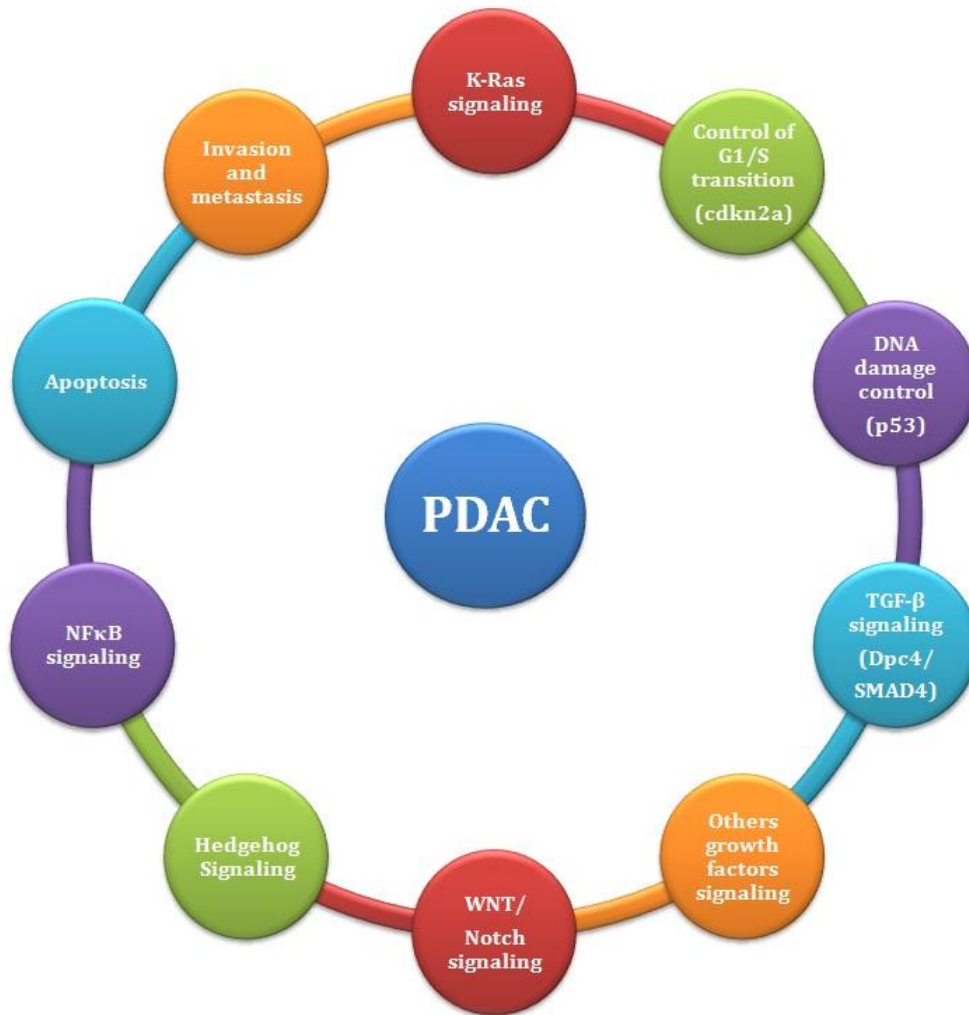 K-Ras
signaling
Control of
G1/S
transition
(cdkn2a)
DNA
damage
control
(p53)
TGF-β
signaling
(Dpc4/
SMAD4)
Others
growth
factors
signaling
WNT/
Notch
signaling
Hedgehog
Signaling
NFκB
signaling
Apoptosis
Invasion
and
metastasis
PDAC